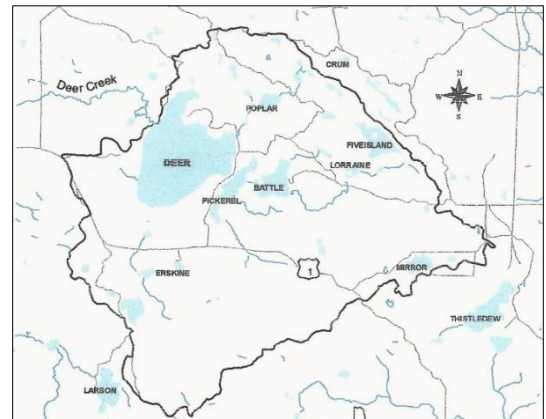 CRUM
Deer Creek
N
W E
S
POPLAR
FIVEISLAND
DEER
LORRAINE
BATTLE
PICKEREL
ERSKINE
1
MIRROR
THISTLEDEW
LARSON